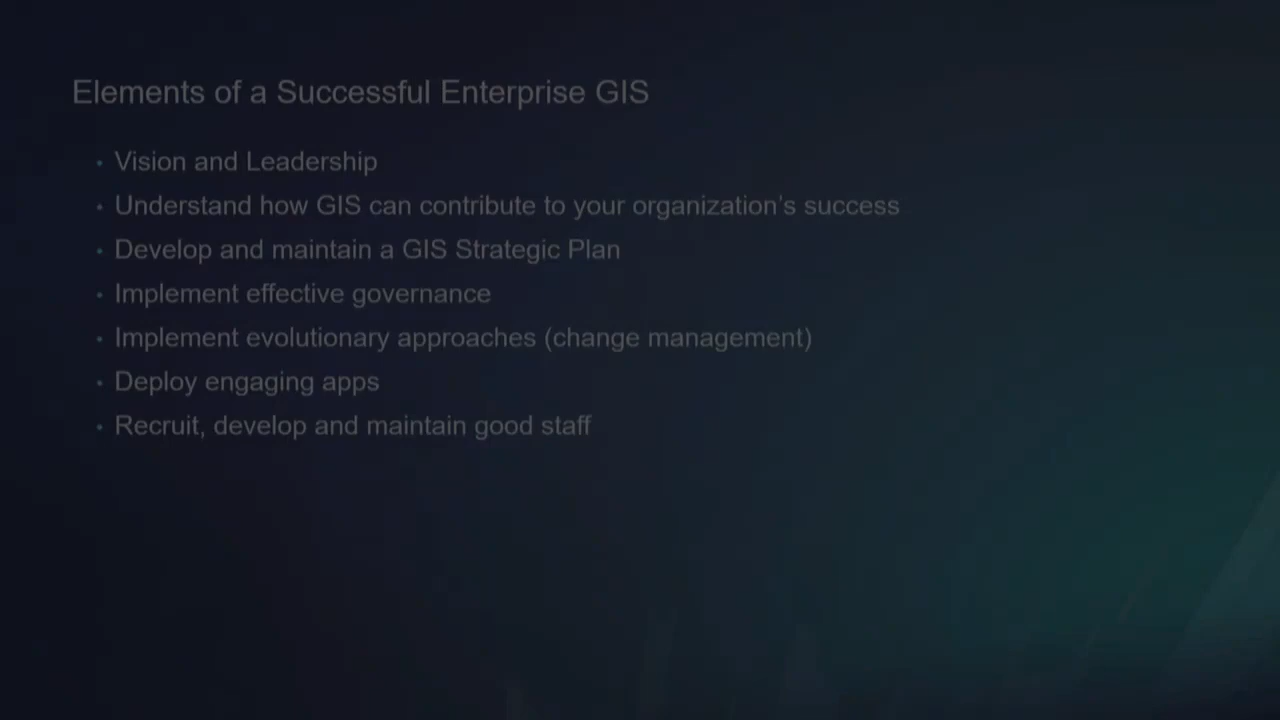 Elements of a Successful Enterprise GIS
• Vision and Leadership
• Understand how GIS can contribute to your organization's success
• Develop and maintain a GIS Strategic Plan
• Implement effective governance
• Implement evolutionary approaches (change management)
• Deploy engaging apps
• Recruit, develop and maintain good staff